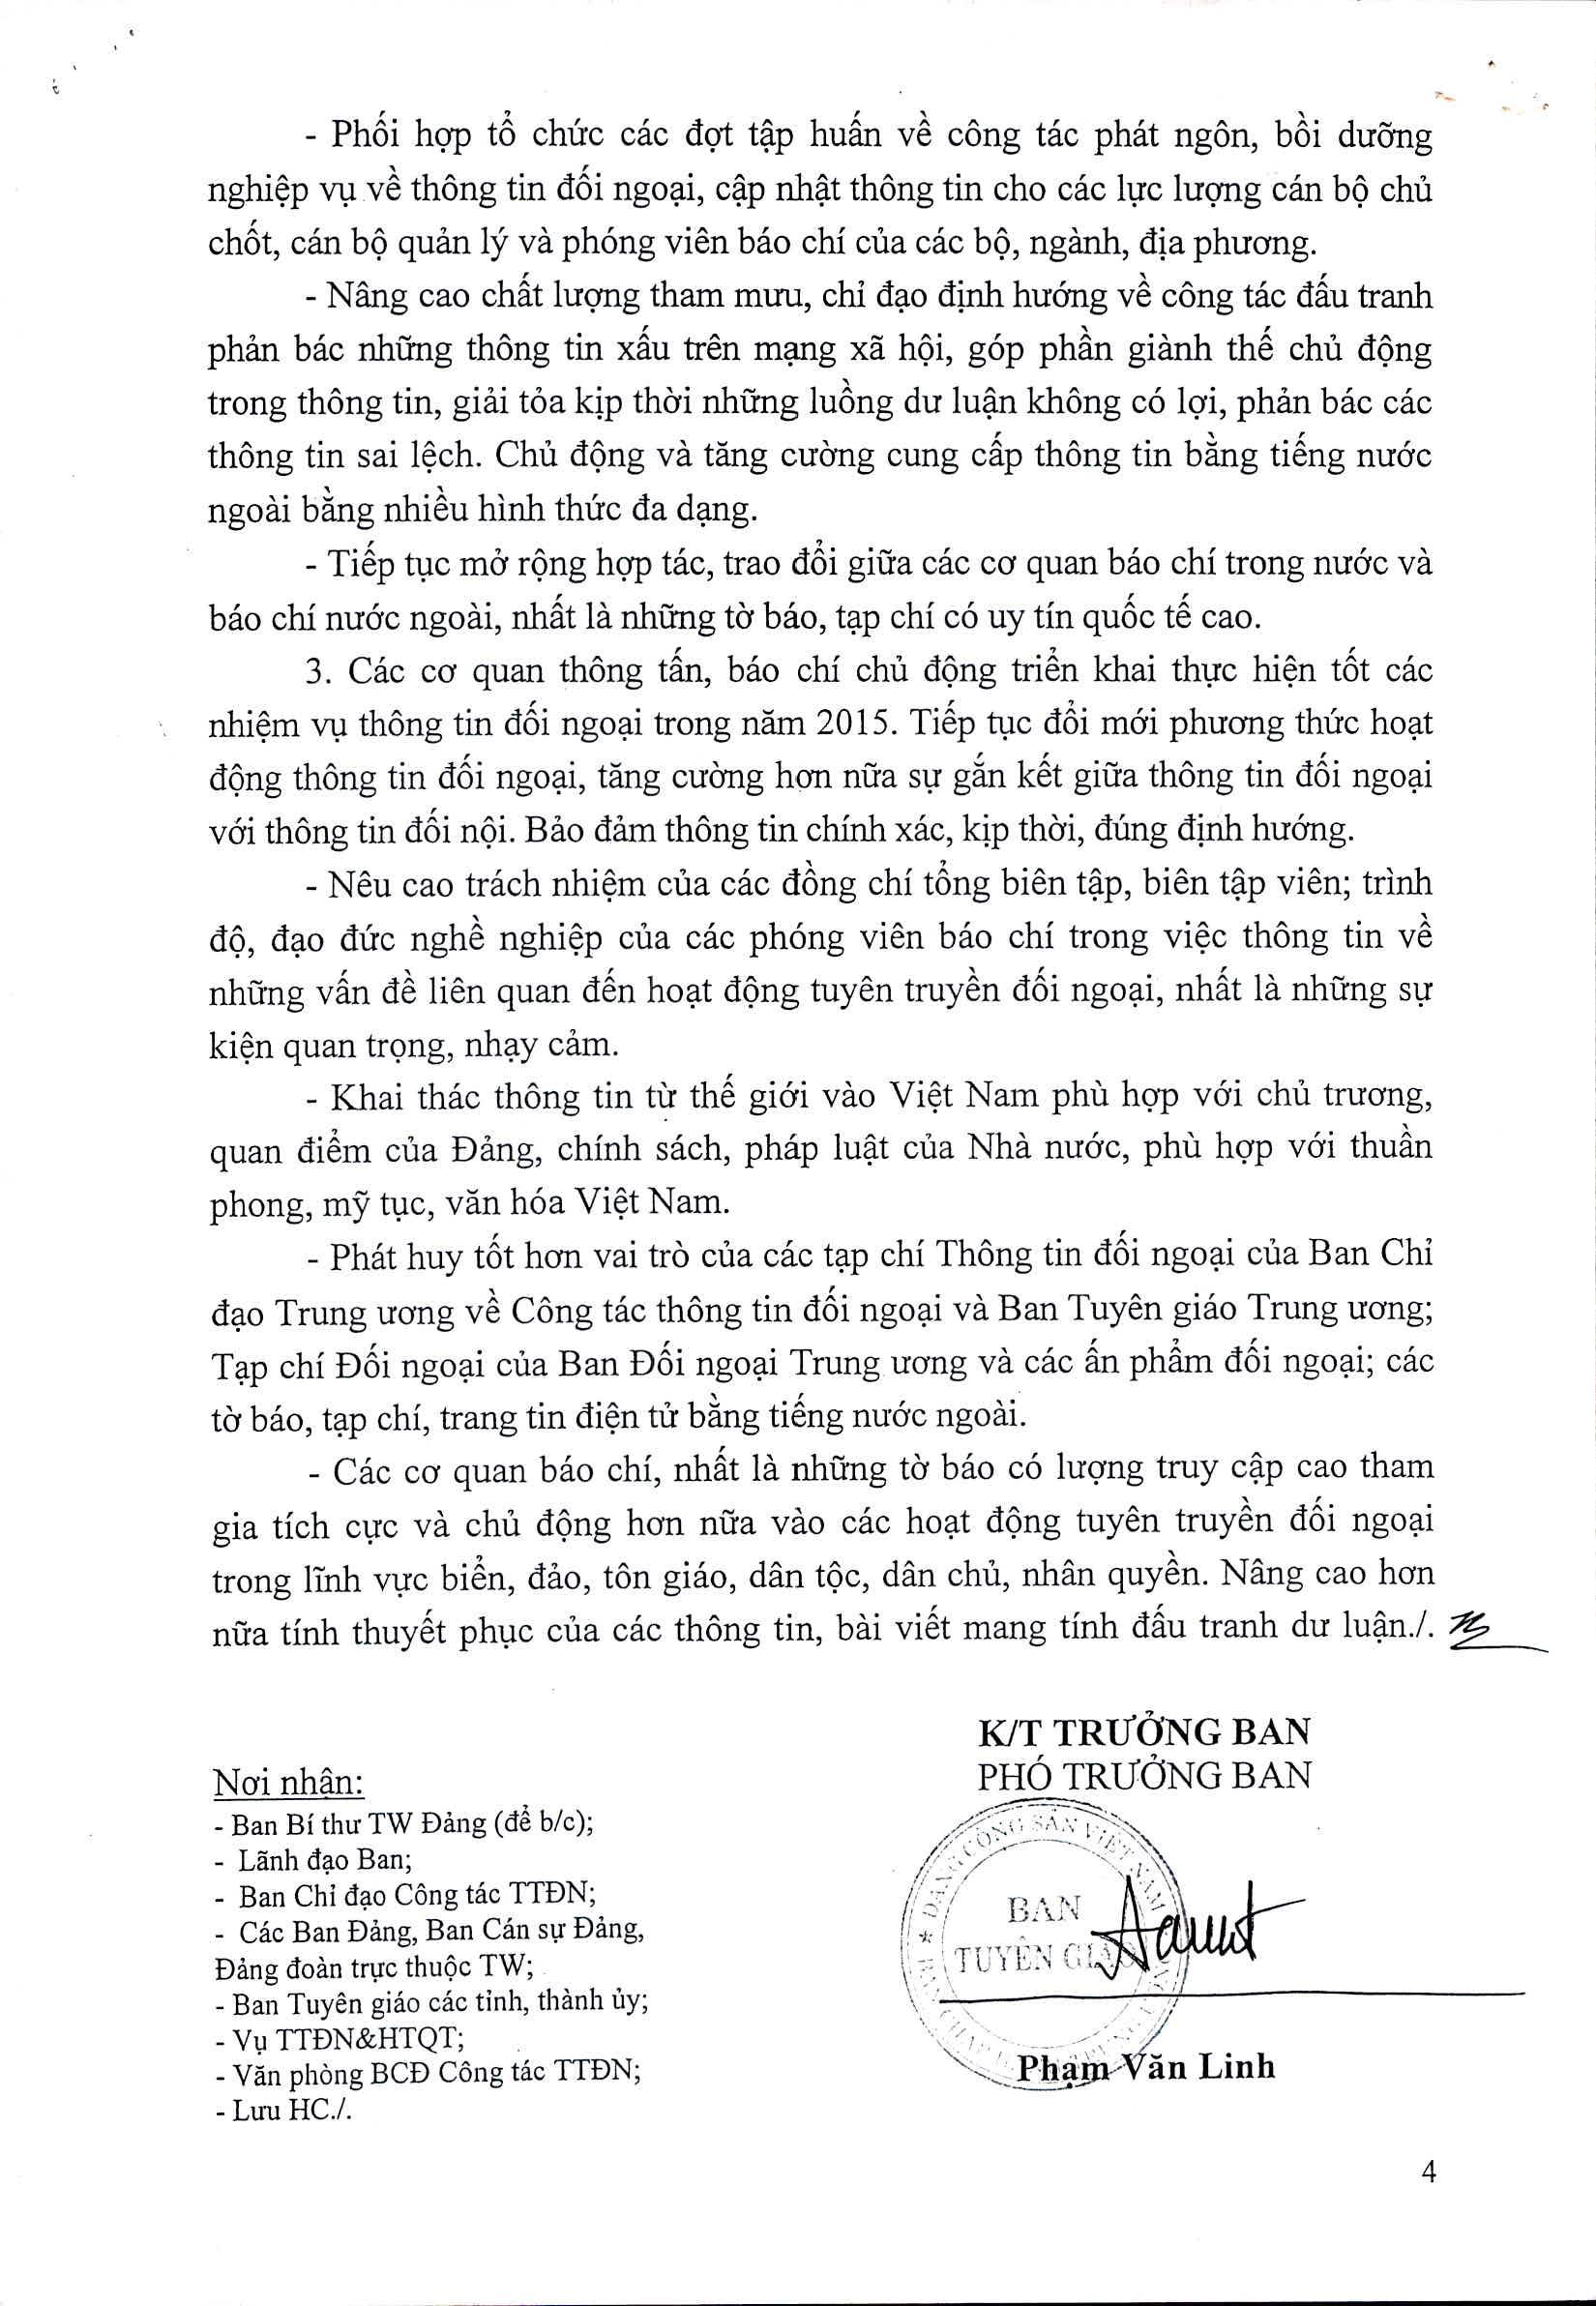 - Phối hợp tổ chức các đợt tập huấn về công tác phát ngôn, bồi dưỡng
nghiệp vụ về thông tin đối ngoại, cập nhật thông tin cho các lực lượng cán bộ chủ
chốt, cán bộ quản lý và phóng viên báo chí của các bộ, ngành, địa phương.
- Nâng cao chất lượng tham mưu, chỉ đạo định hướng về công tác đấu tranh
phản bác những thông tin xấu trên mạng xã hội, góp phần giành thế chủ động
trong thông tin, giải tỏa kịp thời những luồng dư luận không có lợi, phản bác các
thông tin sai lệch. Chủ động và tăng cường cung cấp thông tin bằng tiếng nước
ngoài bằng nhiều hình thức đa dạng.
- Tiếp tục mở rộng hợp tác, trao đổi giữa các cơ quan báo chí trong nước và
báo chí nước ngoài, nhất là những tờ báo, tạp chí có uy tín quốc tế cao.
3. Các cơ quan thông tấn, báo chí chủ động triển khai thực hiện tốt các
nhiệm vụ thông tin đối ngoại trong năm 2015. Tiếp tục đổi mới phương thức hoạt
động thông tin đối ngoại, tăng cường hơn nữa sự gắn kết giữa thông tin đối ngoại
với thông tin đối nội. Bảo đảm thông tin chính xác, kịp thời, đúng định hướng.
- Nêu cao trách nhiệm của các đồng chí tổng biên tập, biên tập viên; trình
độ, đạo đức nghề nghiệp của các phóng viên báo chí trong việc thông tin về
những vấn đề liên quan đến hoạt động tuyên truyền đối ngoại, nhất là những sự
kiện quan trọng, nhạy cảm.
- Khai thác thông tin từ thế giới vào Việt Nam phù hợp với chủ trương,
quan điểm của Đảng, chính sách, pháp luật của Nhà nước, phù hợp với thuần
phong, mỹ tục, văn hóa Việt Nam.
- Phát huy tốt hơn vai trò của các tạp chí Thông tin đối ngoại của Ban Chỉ
đạo Trung ương về Công tác thông tin đối ngoại và Ban Tuyên giáo Trung ương;
Tạp chí Đối ngoại của Ban Đối ngoại Trung ương và các ấn phẩm đối ngoại; các
tờ báo, tạp chí, trang tin điện tử bằng tiếng nước ngoài.
- Các cơ quan báo chí, nhất là những tờ báo có lượng truy cập cao tham
gia tích cực và chủ động hơn nữa vào các hoạt động tuyên truyền đối ngoại
trong lĩnh vực biển, đảo, tôn giáo, dân tộc, dân chủ, nhân quyền. Nâng cao hơn
nữa tính thuyết phục của các thông tin, bài viết mang tính đấu tranh dư luận./.
Nơi nhận:
- Ban Bí thư TW Đảng (để b/c);
- Lãnh đạo Ban;
- Ban Chỉ đạo Công tác TTĐN;
- Các Ban Đảng, Ban Cán sự Đảng,
Đảng đoàn trực thuộc TW;
- Ban Tuyên giáo các tỉnh, thành ủy;
- Vụ TTĐN&HTQT;
- Văn phòng BCĐ Công tác TTĐN;
- Lưu HC./.
K/T TRƯỞNG BAN
PHÓ TRƯỞNG BAN
ĐẢNG CỘNG SẢN VIỆT NAM
BAN
TUYÊN GIÁO
Phạm Văn Linh
4